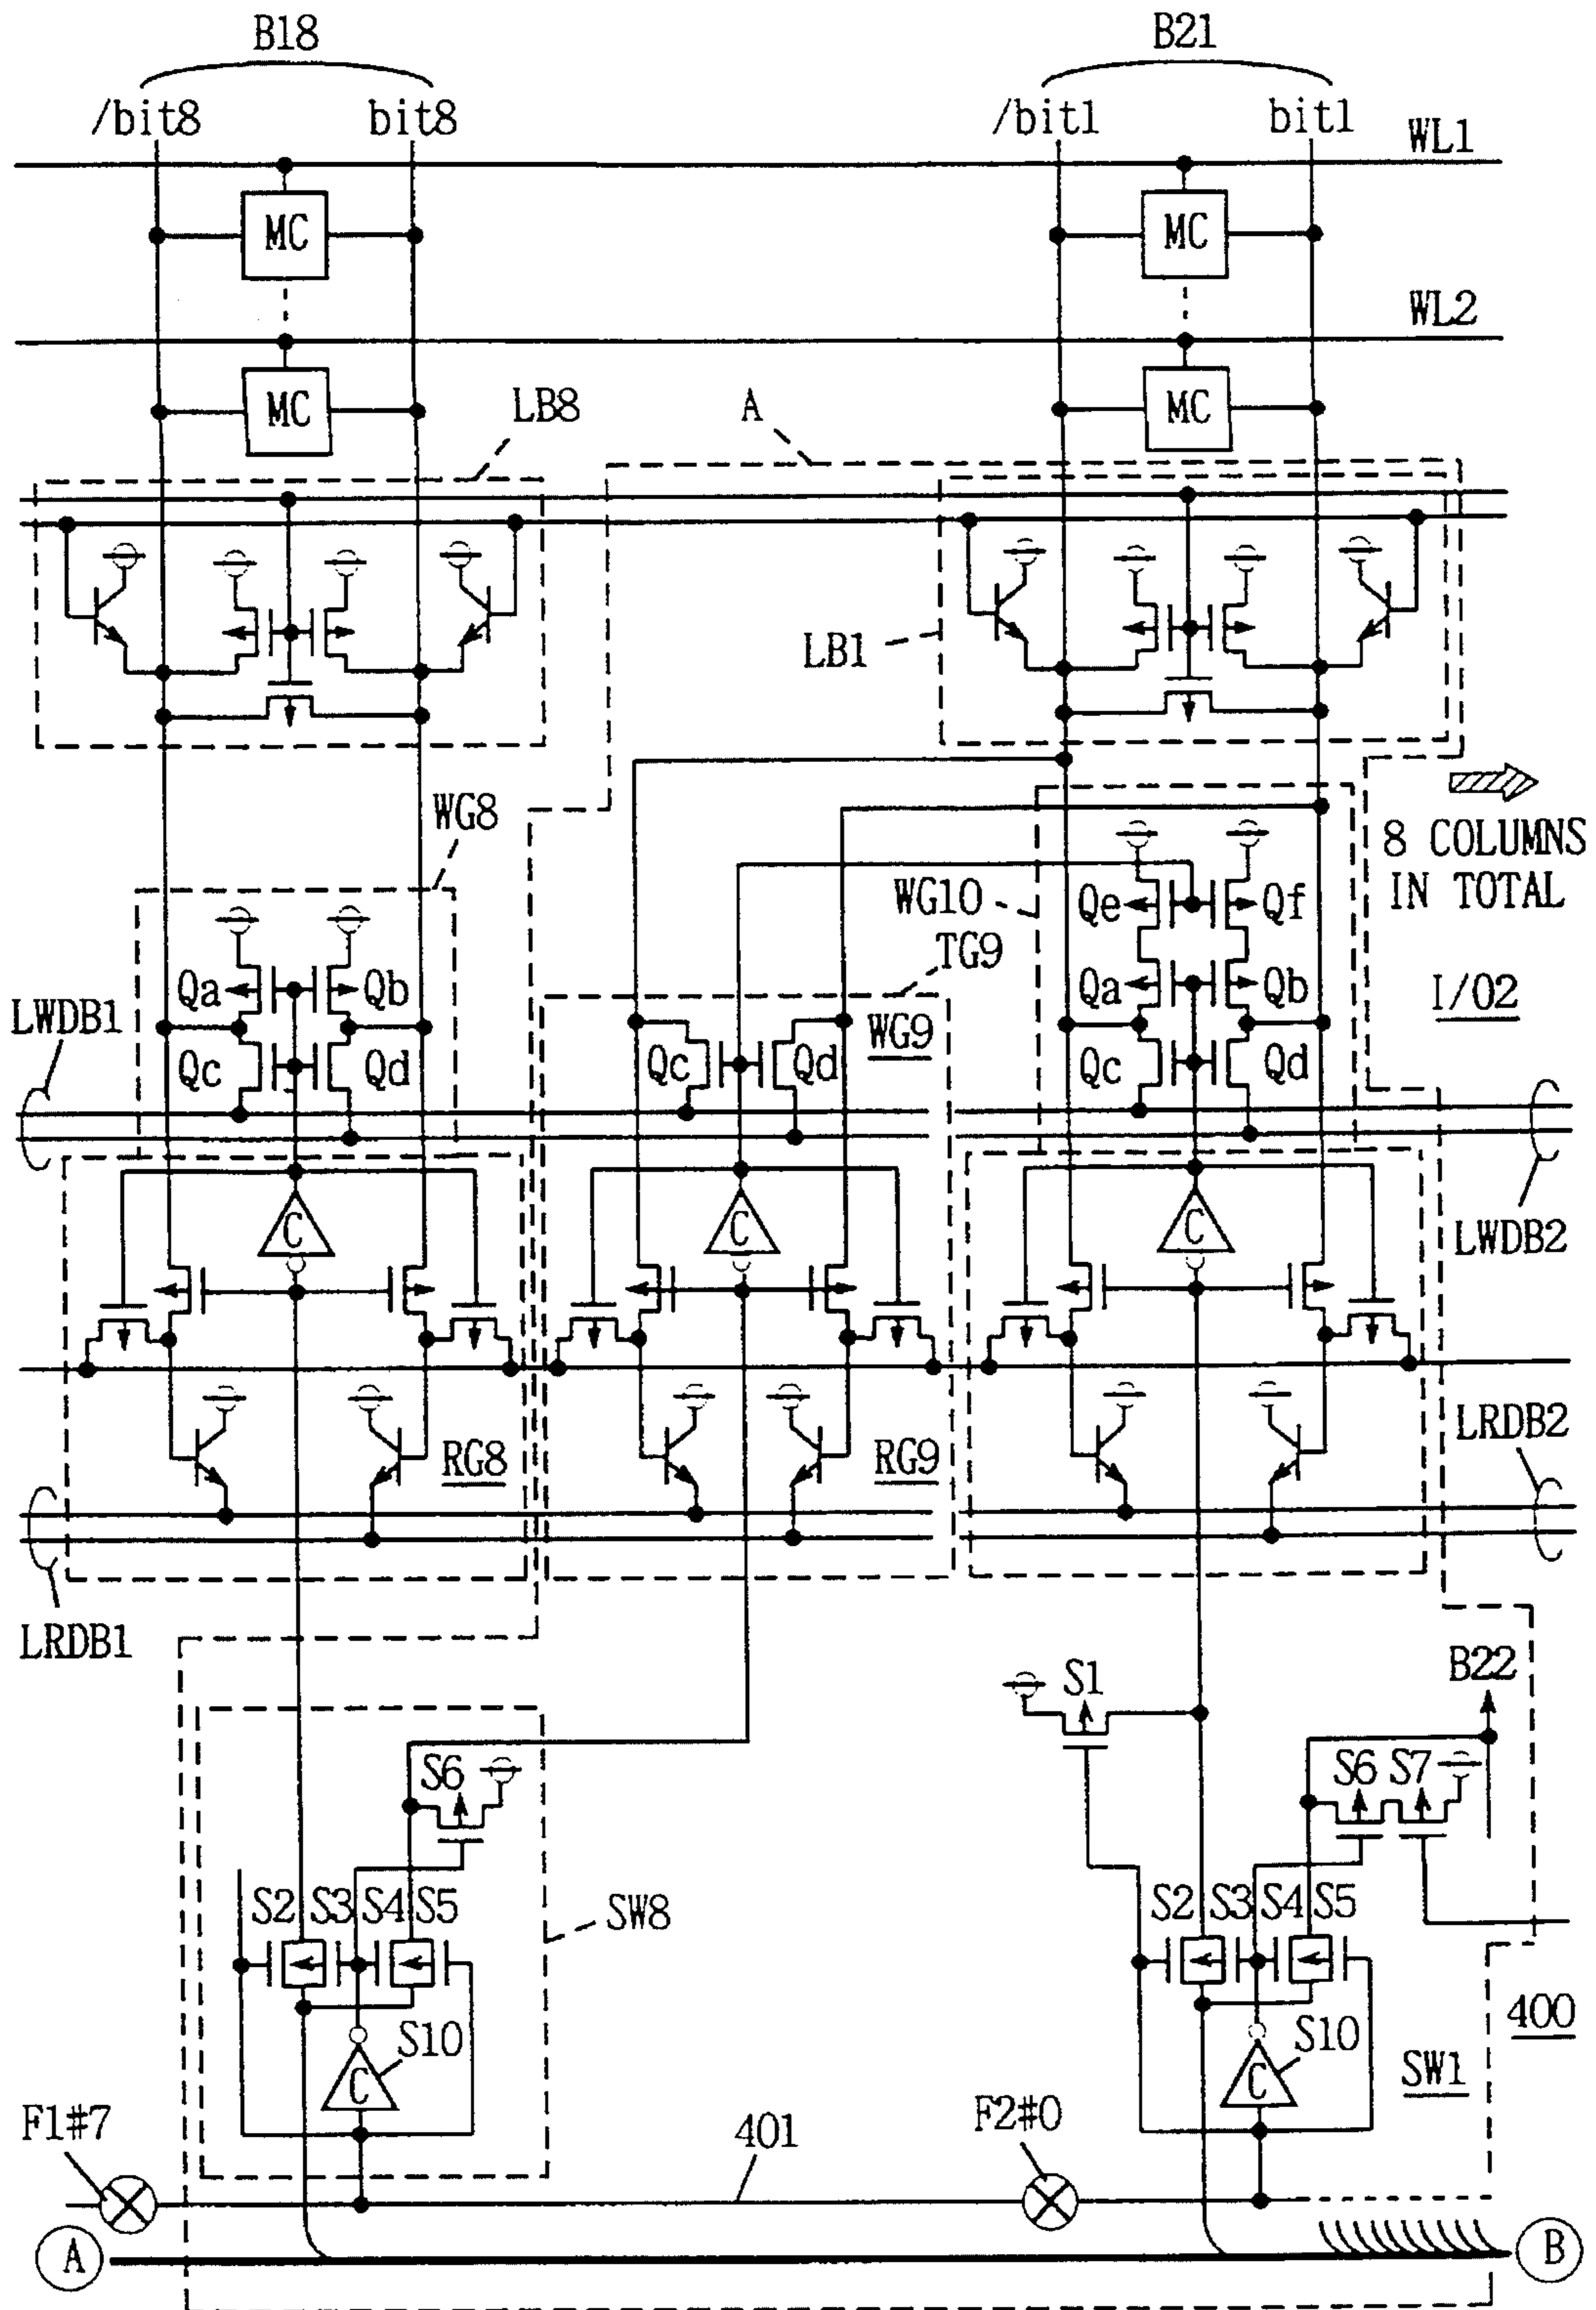 B18 B21
/bit8 bit8 /bit1 bit1
WL1
MC MC
WL2
MC MC
LB8 A
LB1
WG8
8 COLUMNS
IN TOTAL
WG10 Qe Qf
TG9
Qa Qb Qa Qb
I/O2
LWDB1
WG9
Qc Qd Qc Qd Qc Qd
C C C
LWDB2
LRDB2
RG8 RG9
LRDB1
S1 B22
S6 S6 S7
S2 S3 S4 S5 SW8 S2 S3 S4 S5
400
S10 S10
C C SW1
F1#7 401 F2#0
A B